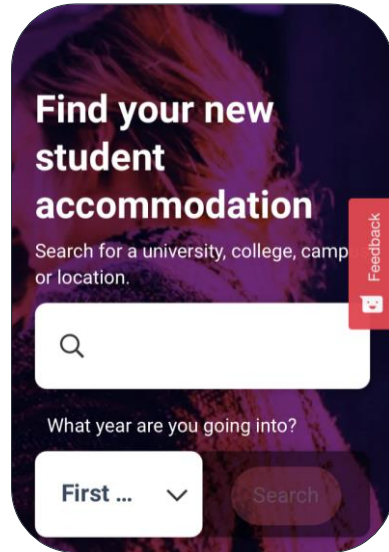 Find your new
student
accommodation
Search for a university, college, camp
or location.
Feedback
What year are you going into?
First ...
Search